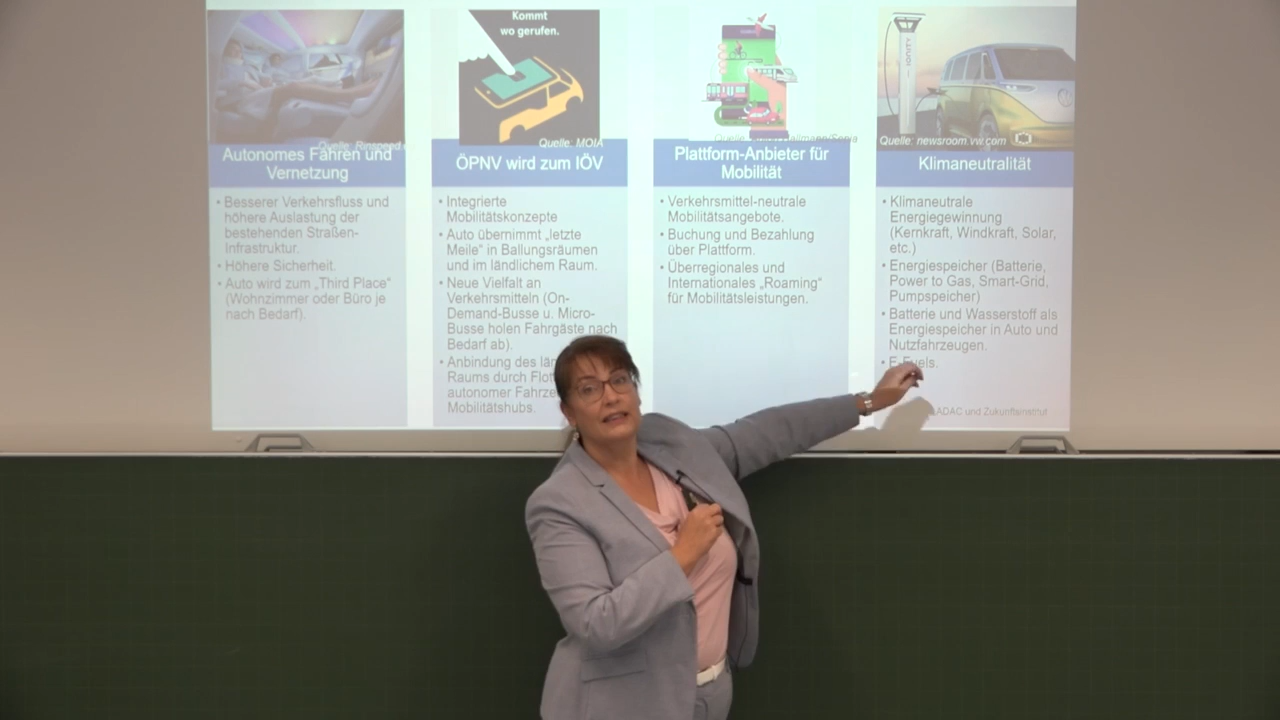 Kommt
wo gerufen.
IONITY
Quelle: Rinspeed
Quelle: MOIA
Quelle: newsroom.vw.com
Autonomes Fahren und
Vernetzung
• Besserer Verkehrsfluss und
höhere Auslastung der
bestehenden Straßen-
Infrastruktur.
• Höhere Sicherheit.
• Auto wird zum „Third Place“
(Wohnzimmer oder Büro je
nach Bedarf).
ÖPNV wird zum IÖV
• Integrierte
Mobilitätskonzepte
• Auto übernimmt „letzte
Meile“ in Ballungsräumen
und im ländlichem Raum.
• Neue Vielfalt an
Verkehrsmitteln (On-
Demand-Busse u. Micro-
Busse holen Fahrgäste nach
Bedarf ab).
• Anbindung des
Raums durch
autonomer
Mobilitätshubs.
Plattform-Anbieter für
Mobilität
• Verkehrsmittel-neutrale
Mobilitätsangebote.
• Buchung und Bezahlung
über Plattform.
• Überregionales und
Internationales „Roaming“
für Mobilitätsleistungen.
Klimaneutralität
• Klimaneutrale
Energiegewinnung
(Kernkraft, Windkraft, Solar,
etc.)
• Energiespeicher (Batterie,
Power to Gas, Smart-Grid,
Pumpspeicher)
• Batterie und Wasserstoff als
Energiespeicher in Auto und
Nutzfahrzeugen.
• E-Fuels.
ADAC und Zukunftsinstitut